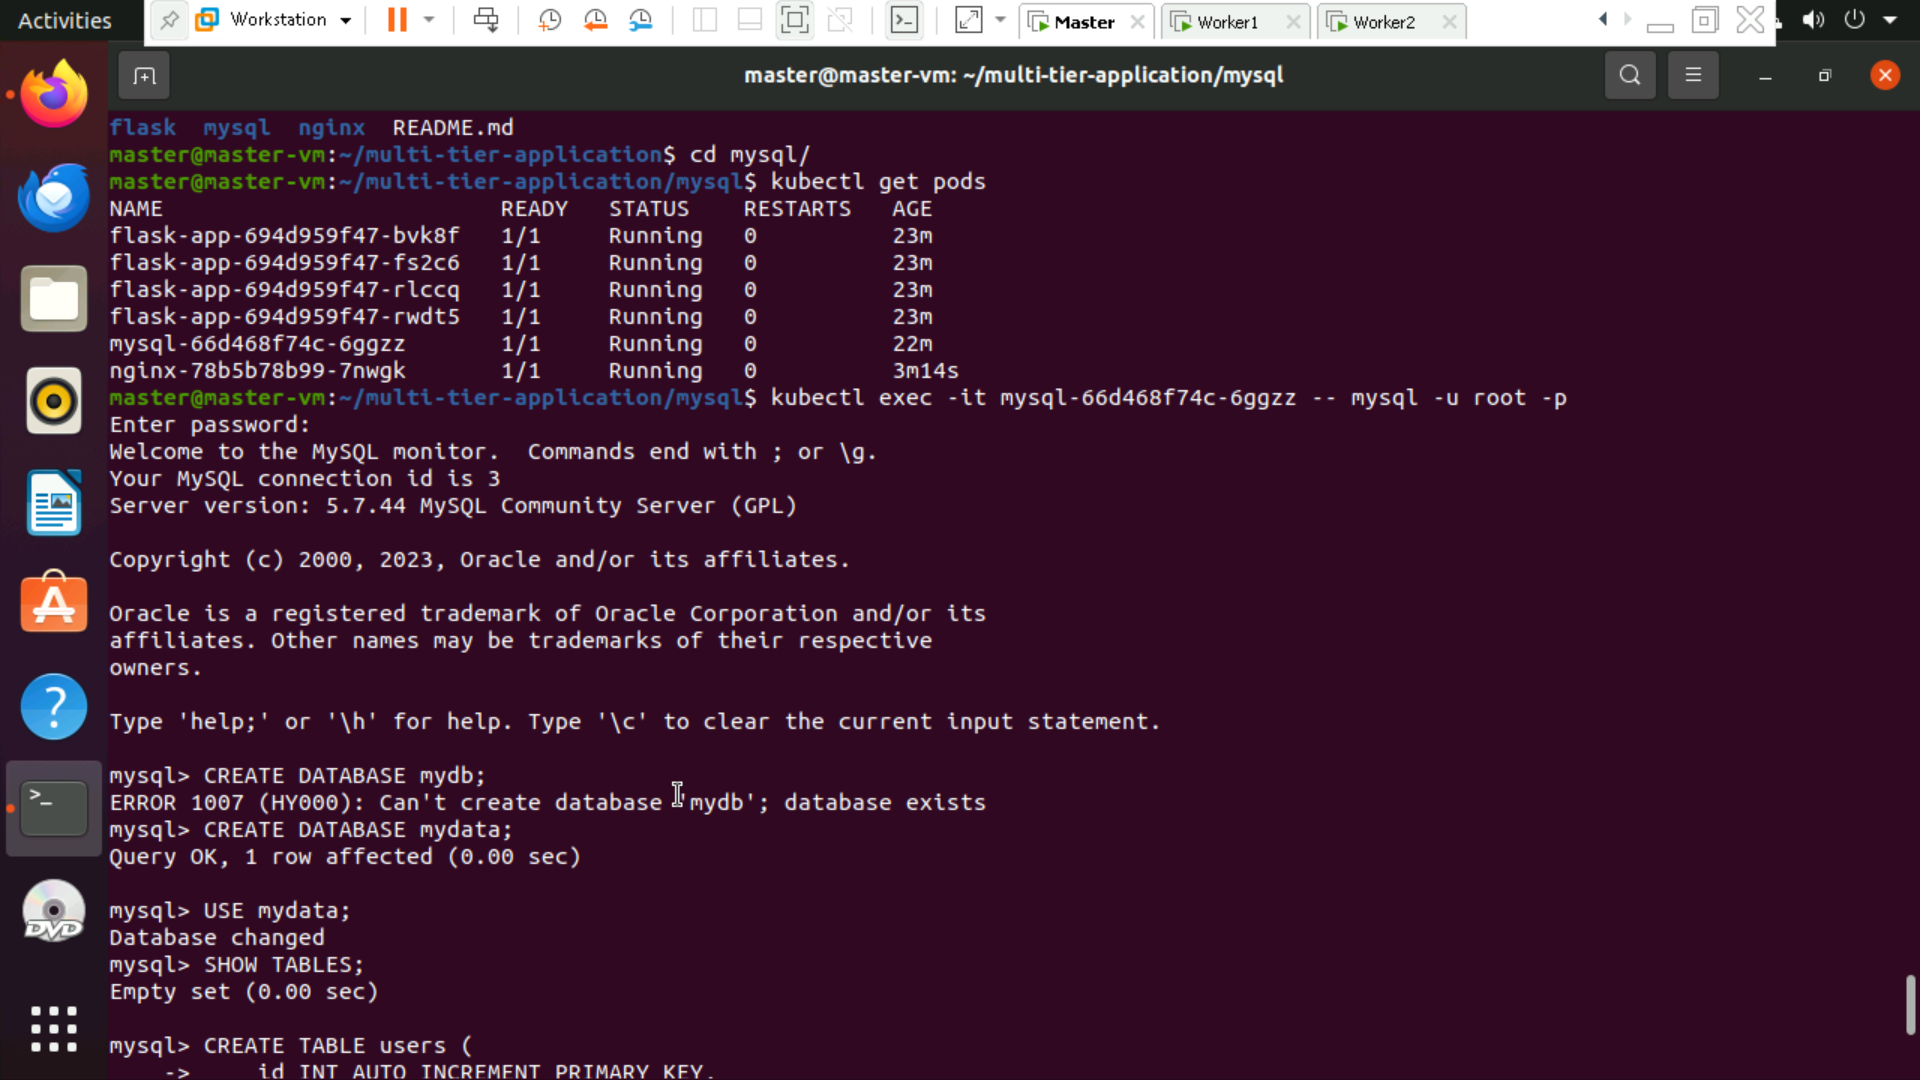 Activities
Workstation
Master
Worker1
Worker2
master@master-vm: ~/multi-tier-application/mysql
flask  mysql  nginx  README.md
master@master-vm:~/multi-tier-application$ cd mysql/
master@master-vm:~/multi-tier-application/mysql$ kubectl get pods
NAME                         READY   STATUS    RESTARTS   AGE
flask-app-694d959f47-bvk8f   1/1     Running   0          23m
flask-app-694d959f47-fs2c6   1/1     Running   0          23m
flask-app-694d959f47-rlccq   1/1     Running   0          23m
flask-app-694d959f47-rwdt5   1/1     Running   0          23m
mysql-66d468f74c-6ggzz       1/1     Running   0          22m
nginx-78b5b78b99-7nwgk       1/1     Running   0          3m14s
master@master-vm:~/multi-tier-application/mysql$ kubectl exec -it mysql-66d468f74c-6ggzz -- mysql -u root -p
Enter password:
Welcome to the MySQL monitor.  Commands end with ; or \g.
Your MySQL connection id is 3
Server version: 5.7.44 MySQL Community Server (GPL)
Copyright (c) 2000, 2023, Oracle and/or its affiliates.
Oracle is a registered trademark of Oracle Corporation and/or its
affiliates. Other names may be trademarks of their respective
owners.
Type 'help;' or '\h' for help. Type '\c' to clear the current input statement.
mysql> CREATE DATABASE mydb;
ERROR 1007 (HY000): Can't create database 'mydb'; database exists
mysql> CREATE DATABASE mydata;
Query OK, 1 row affected (0.00 sec)
mysql> USE mydata;
Database changed
mysql> SHOW TABLES;
Empty set (0.00 sec)
mysql> CREATE TABLE users (
    ->     id INT AUTO_INCREMENT PRIMARY KEY,
DVD